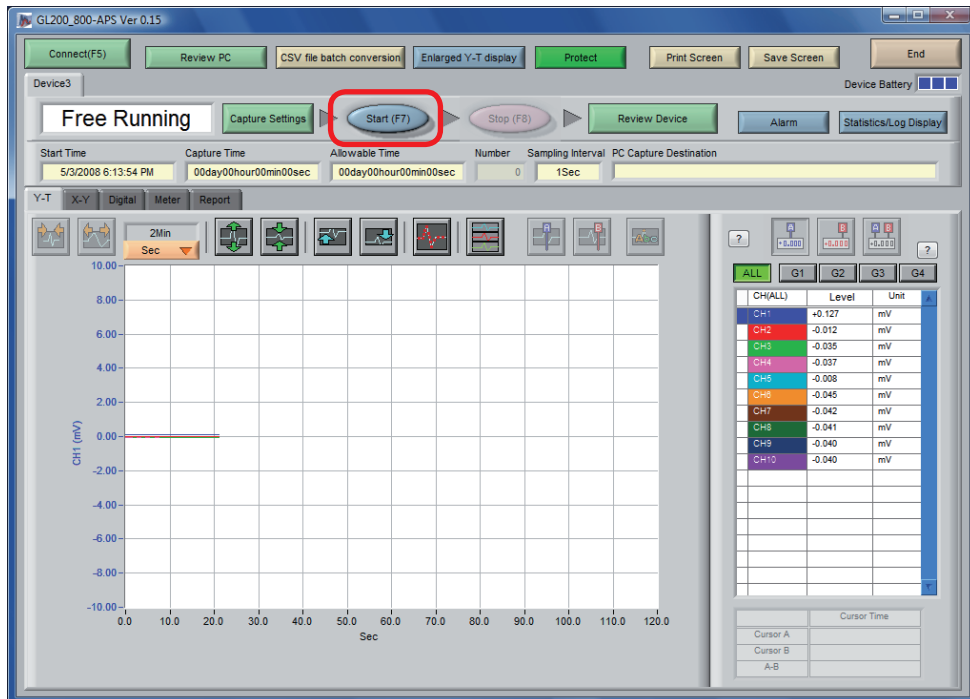 GL200_800-APS Ver 0.15
Connect(F5) Review PC CSV file batch conversion Enlarged Y-T display Protect Print Screen Save Screen End
Device3 Device Battery
Free Running Capture Settings Start (F7) Stop (F8) Review Device Alarm Statistics/Log Display
Start Time Capture Time Allowable Time Number Sampling Interval PC Capture Destination
5/3/2008 6:13:54 PM 00day00hour00min00sec 00day00hour00min00sec 0 1Sec
Y-T X-Y Digital Meter Report
2Min
Sec
Abc
? A +0.000 B +0.000 A B +0.000 ?
ALL G1 G2 G3 G4
CH(ALL) Level Unit
CH1 +0.127 mV
CH2 -0.012 mV
CH3 -0.035 mV
CH4 -0.037 mV
CH5 -0.008 mV
CH6 -0.045 mV
CH7 -0.042 mV
CH8 -0.041 mV
CH9 -0.040 mV
CH10 -0.040 mV
CH1 (mV)
10.00
8.00
6.00
4.00
2.00
0.00
-2.00
-4.00
-6.00
-8.00
-10.00
0.0 10.0 20.0 30.0 40.0 50.0 60.0 70.0 80.0 90.0 100.0 110.0 120.0
Sec
Cursor Time
Cursor A
Cursor B
A-B